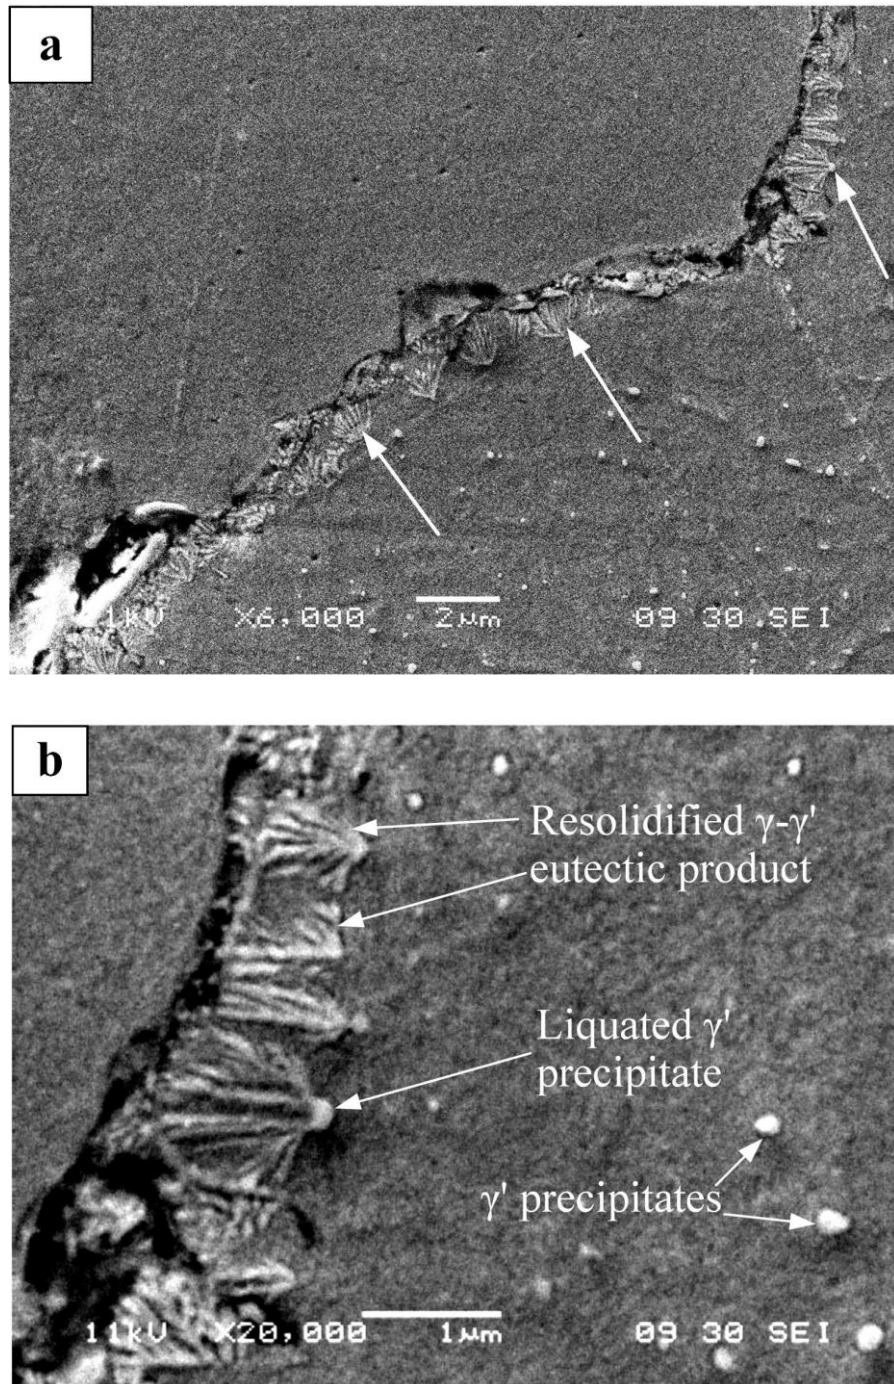 a
1kV X6,000 2μm 09 30 SEI
b
Resolidified γ-γ'
eutectic product
Liquated γ'
precipitate
γ' precipitates
11kV X20,000 1μm 09 30 SEI